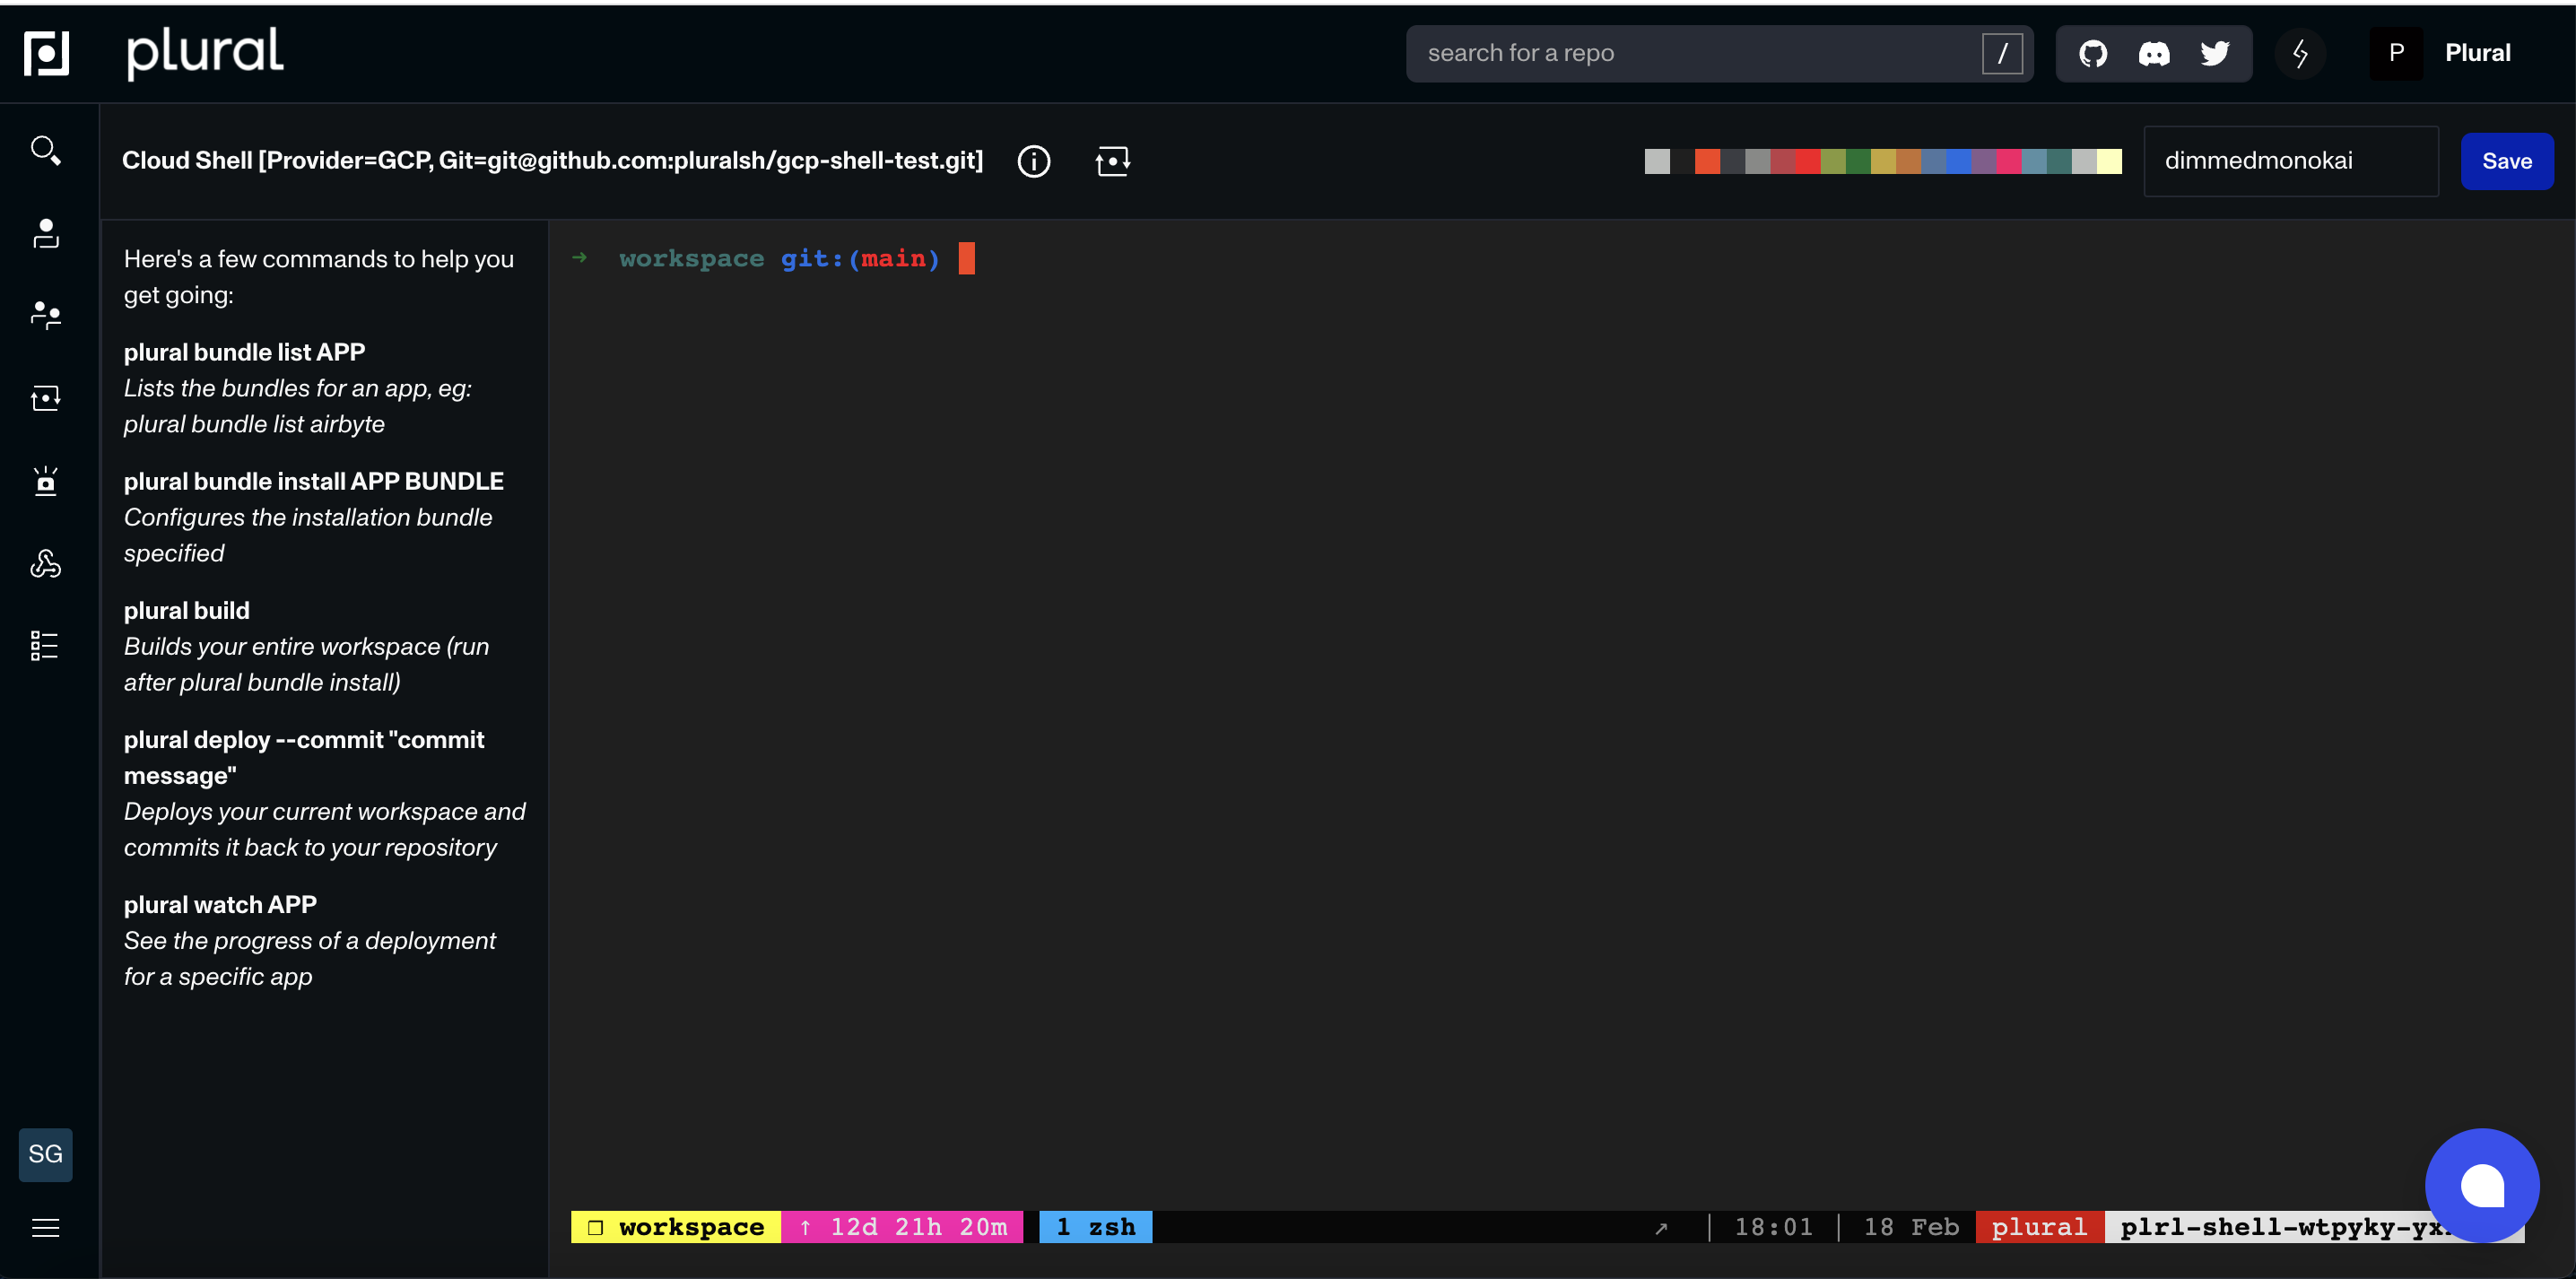 plural
search for a repo
/
P
Plural
Cloud Shell [Provider=GCP, Git=git@github.com:pluralsh/gcp-shell-test.git]
dimmedmonokai
Save
Here's a few commands to help you
get going:
plural bundle list APP
Lists the bundles for an app, eg:
plural bundle list airbyte
plural bundle install APP BUNDLE
Configures the installation bundle
specified
plural build
Builds your entire workspace (run
after plural bundle install)
plural deploy --commit "commit
message"
Deploys your current workspace and
commits it back to your repository
plural watch APP
See the progress of a deployment
for a specific app
→ workspace git:(main)
SG
❐ workspace ↑ 12d 21h 20m 1 zsh ↗ | 18:01 | 18 Feb plural